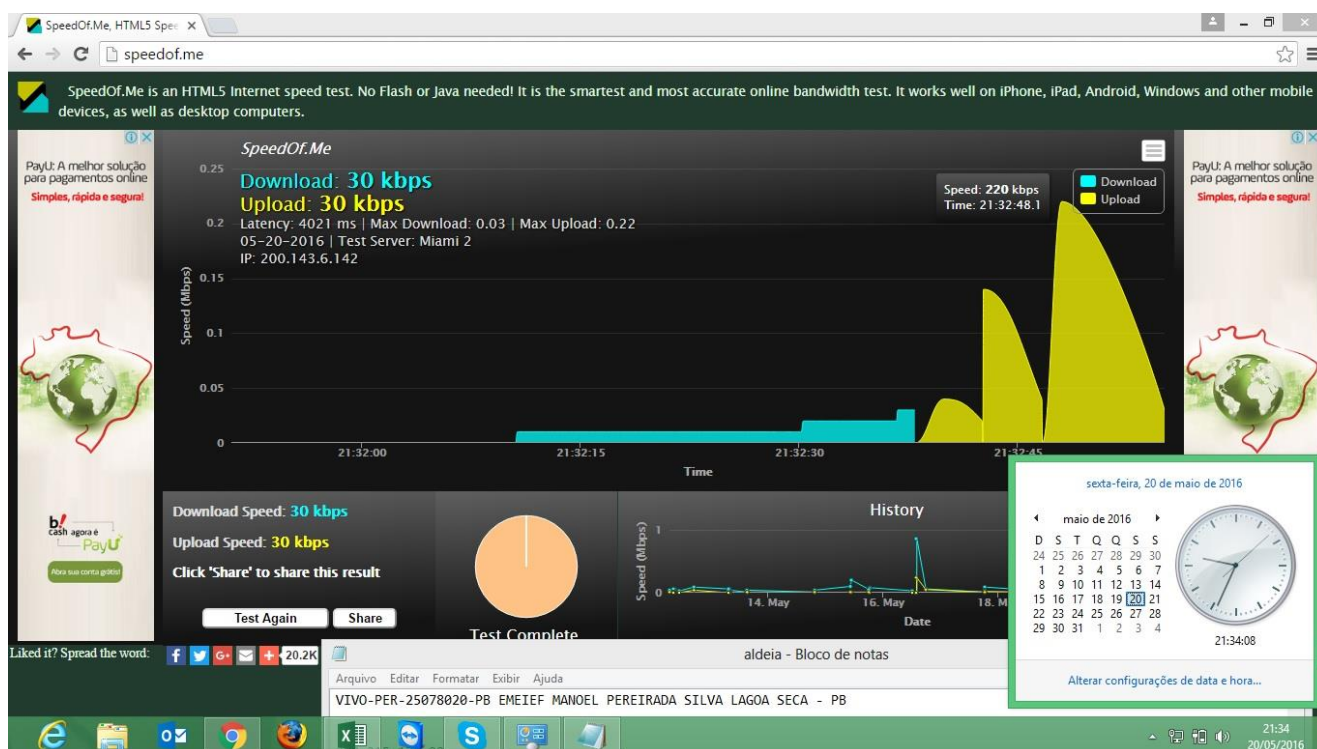 SpeedOf.Me, HTML5 Spee
speedof.me
SpeedOf.Me is an HTML5 Internet speed test. No Flash or Java needed! It is the smartest and most accurate online bandwidth test. It works well on iPhone, iPad, Android, Windows and other mobile
devices, as well as desktop computers.
PayU: A melhor solução
para pagamentos online
Simples, rápida e segura!
b!
cash agora é
PayU
Abra sua conta grátis!
SpeedOf.Me
Download: 30 kbps
Upload: 30 kbps
Latency: 4021 ms | Max Download: 0.03 | Max Upload: 0.22
05-20-2016 | Test Server: Miami 2
IP: 200.143.6.142
Speed: 220 kbps
Time: 21:32:48.1
Download
Upload
Speed (Mbps)
0.25
0.2
0.15
0.1
0.05
0
21:32:00 21:32:15 21:32:30 21:32:45
Time
PayU: A melhor solução
para pagamentos online
Simples, rápida e segura!
Download Speed: 30 kbps
Upload Speed: 30 kbps
Click 'Share' to share this result
Test Again Share
Test Complete
History
Speed (Mbps)
1
0
14. May 16. May 18. M
Date
sexta-feira, 20 de maio de 2016
maio de 2016
D S T Q Q S S
24 25 26 27 28 29 30
1 2 3 4 5 6 7
8 9 10 11 12 13 14
15 16 17 18 19 20 21
22 23 24 25 26 27 28
29 30 31 1 2 3 4
21:34:08
Alterar configurações de data e hora...
Liked it? Spread the word: 20.2K
aldeia - Bloco de notas
Arquivo Editar Formatar Exibir Ajuda
VIVO-PER-25078020-PB EMEIEF MANOEL PEREIRADA SILVA LAGOA SECA - PB
21:34
20/05/2016